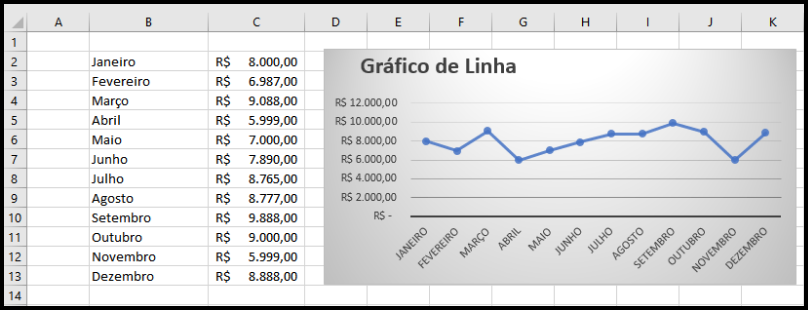 A B C D E F G H I J K
1
2 Janeiro R$ 8.000,00
3 Fevereiro R$ 6.987,00
4 Março R$ 9.088,00
5 Abril R$ 5.999,00
6 Maio R$ 7.000,00
7 Junho R$ 7.890,00
8 Julho R$ 8.765,00
9 Agosto R$ 8.777,00
10 Setembro R$ 9.888,00
11 Outubro R$ 9.000,00
12 Novembro R$ 5.999,00
13 Dezembro R$ 8.888,00
14
Gráfico de Linha
R$ 12.000,00
R$ 10.000,00
R$ 8.000,00
R$ 6.000,00
R$ 4.000,00
R$ 2.000,00
R$ -
JANEIRO FEVEREIRO MARÇO ABRIL MAIO JUNHO JULHO AGOSTO SETEMBRO OUTUBRO NOVEMBRO DEZEMBRO